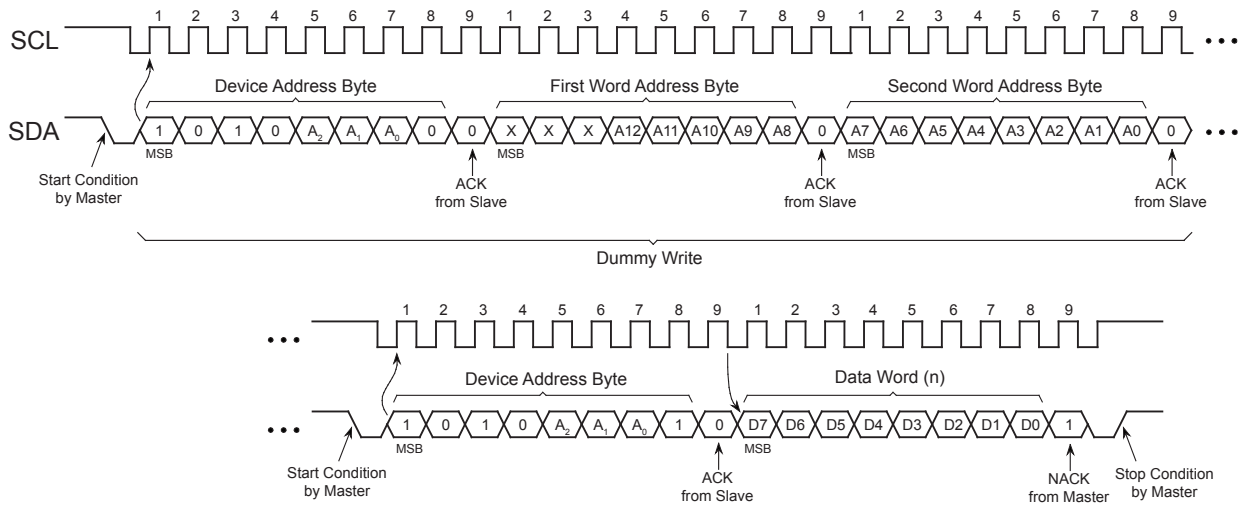 1 2 3 4 5 6 7 8 9 1 2 3 4 5 6 7 8 9 1 2 3 4 5 6 7 8 9
SCL
Device Address Byte First Word Address Byte Second Word Address Byte
SDA 1 0 1 0 A2 A1 A0 0 0 X X X A12 A11 A10 A9 A8 0 A7 A6 A5 A4 A3 A2 A1 A0 0
MSB MSB MSB
Start Condition
by Master
ACK
from Slave
ACK
from Slave
ACK
from Slave
Dummy Write
1 2 3 4 5 6 7 8 9 1 2 3 4 5 6 7 8 9
Device Address Byte Data Word (n)
1 0 1 0 A2 A1 A0 1 0 D7 D6 D5 D4 D3 D2 D1 D0 1
MSB MSB
Start Condition
by Master
ACK
from Slave
NACK
from Master
Stop Condition
by Master